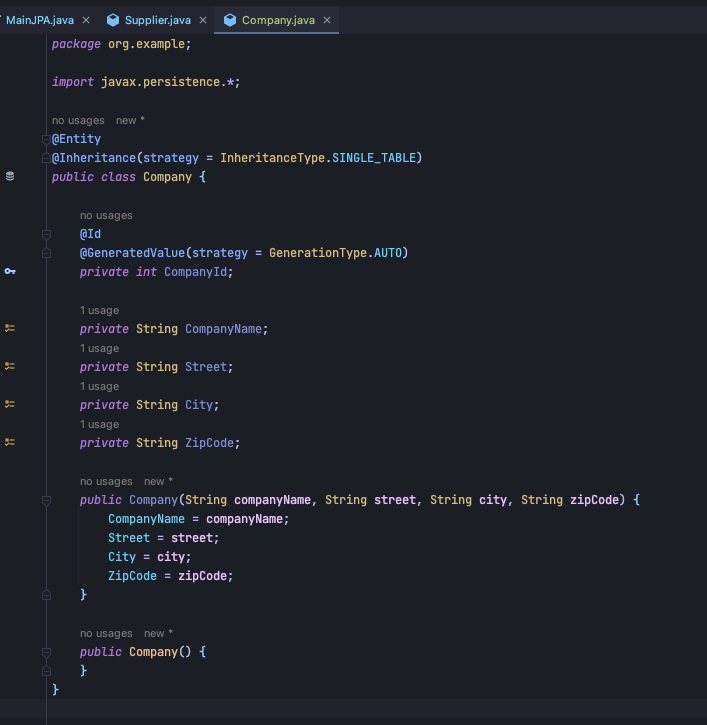 MainJPA.java × Supplier.java × Company.java ×
package org.example;
import javax.persistence.*;
no usages new *
@Entity
@Inheritance(strategy = InheritanceType.SINGLE_TABLE)
public class Company {
no usages
@Id
@GeneratedValue(strategy = GenerationType.AUTO)
private int CompanyId;
1 usage
private String CompanyName;
1 usage
private String Street;
1 usage
private String City;
1 usage
private String ZipCode;
no usages new *
public Company(String companyName, String street, String city, String zipCode) {
CompanyName = companyName;
Street = street;
City = city;
ZipCode = zipCode;
}
no usages new *
public Company() {
}
}